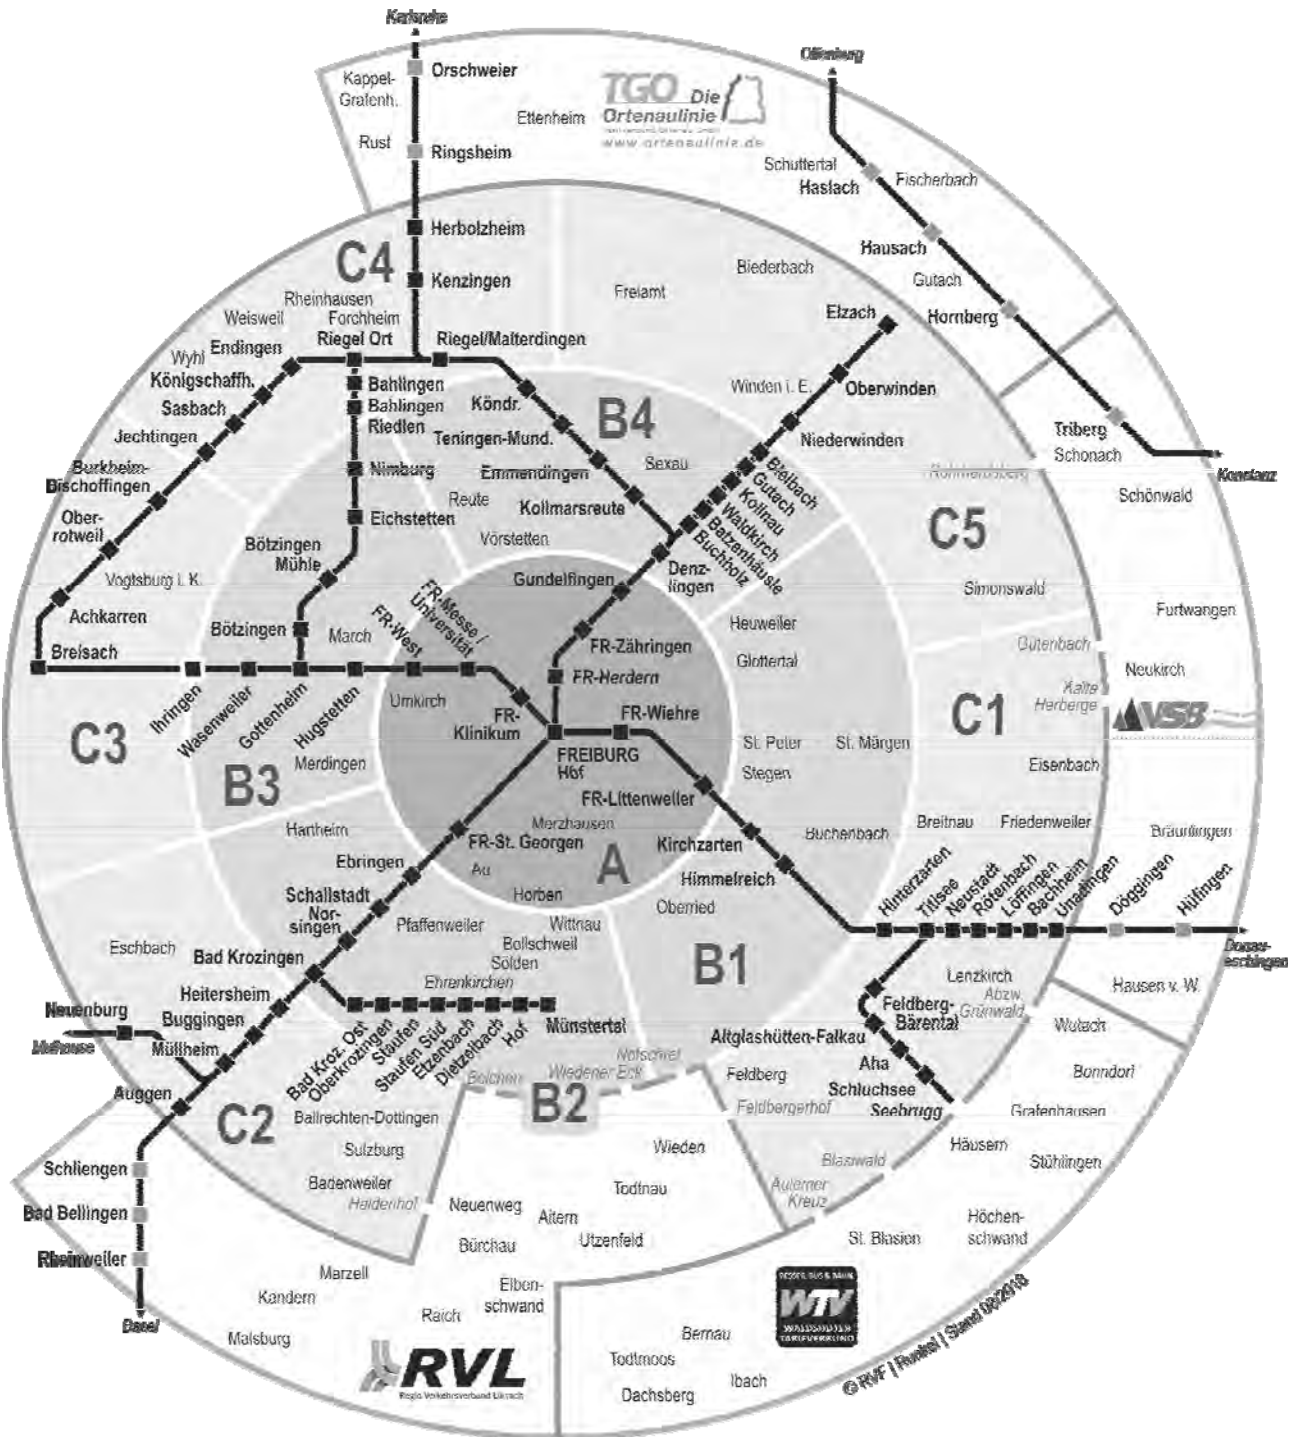 Karlsruhe
Orschweier
Kappel-
Grafenh.
Rust
Ringsheim
Ettenheim
TGO Die
Ortenaulinie
www.ortenaulinie.de
Offenburg
Schuttertal
Haslach
Fischerbach
Hausach
Gutach
Hornberg
Triberg
Schonach
Konstanz
Schönwald
Furtwangen
Neukirch
C4
Herbolzheim
Kenzingen
Rheinhausen
Weisweil
Forchheim
Riegel Ort
Riegel/Malterdingen
Wyhl
Endingen
Königschaffh.
Sasbach
Jechtingen
Burkheim-
Bischoffingen
Ober-
rotweil
Vogtsburg i. K.
Achkarren
Breisach
Bahlingen
Bahlingen
Riedlen
Nimburg
Eichstetten
Bötzingen
Mühle
Bötzingen
March
Freiamt
Biederbach
Elzach
Oberwinden
Winden i. E.
Niederwinden
B4
Köndr.
Teningen-Mund.
Emmendingen
Sexau
Kollmarsreute
Reute
Vörstetten
Bleibach
Gutach
Kollnau
Waldkirch
Batzenhäusle
Buchholz
Denz-
lingen
Gundelfingen
C5
Simonswald
Gütenbach
Kalte
Herberge
VSB
Heuweiler
Glottertal
FR-Zähringen
FR-Herdern
FR-Messe /
Universität
FR-West
Umkirch
FR-
Klinikum
FR-Wiehre
FREIBURG
Hbf
Ihringen
Wasenweiler
Gottenheim
Hugstetten
Merdingen
C3
B3
C1
St. Peter
St. Märgen
Stegen
Eisenbach
Buchenbach
Breitnau
Friedenweiler
Bräunlingen
FR-Littenweiler
Merzhausen
FR-St. Georgen
Kirchzarten
Himmelreich
Au
A
Horben
Oberried
Hartheim
Ebringen
Schallstadt
Nor-
singen
Pfaffenweiler
Wittnau
Bollschweil
Sölden
Ehrenkirchen
B1
Hinterzarten
Titisee
Neustadt
Rötenbach
Löffingen
Bachheim
Unadingen
Döggingen
Hüfingen
Donau-
eschingen
Eschbach
Bad Krozingen
Heitersheim
Buggingen
Müllheim
Neuenburg
Mulhouse
Auggen
Bad Kroz. Ost
Oberkrozingen
Staufen
Staufen Süd
Etzenbach
Dietzelbach
Hof
Münstertal
Lenzkirch
Abzw.
Grünwald
Feldberg-
Bärental
Altglashütten-Falkau
Aha
Schluchsee
Seebrugg
Hausen v. W.
Wutach
Bonndorf
Grafenhausen
Notschrei
Wiedener Eck
Belchen
B2
Feldberg
Feldbergerhof
C2
Ballrechten-Dottingen
Sulzburg
Badenweiler
Haldenhof
Wieden
Todtnau
Neuenweg
Aitern
Utzenfeld
Bürchau
Elben-
schwand
Raich
Blasiwald
Äulemer
Kreuz
Häusern
Stühlingen
Höchen-
schwand
St. Blasien
Schliengen
Bad Bellingen
Rheinweiler
Basel
Marzell
Kandern
Malsburg
RVL
Regio Verkehrsverbund Lörrach
WTV
WALDSHUTER
TARIFVERBUND
Bernau
Todtmoos
Ibach
Dachsberg
© RVF | Runkel | Stand 08/2018